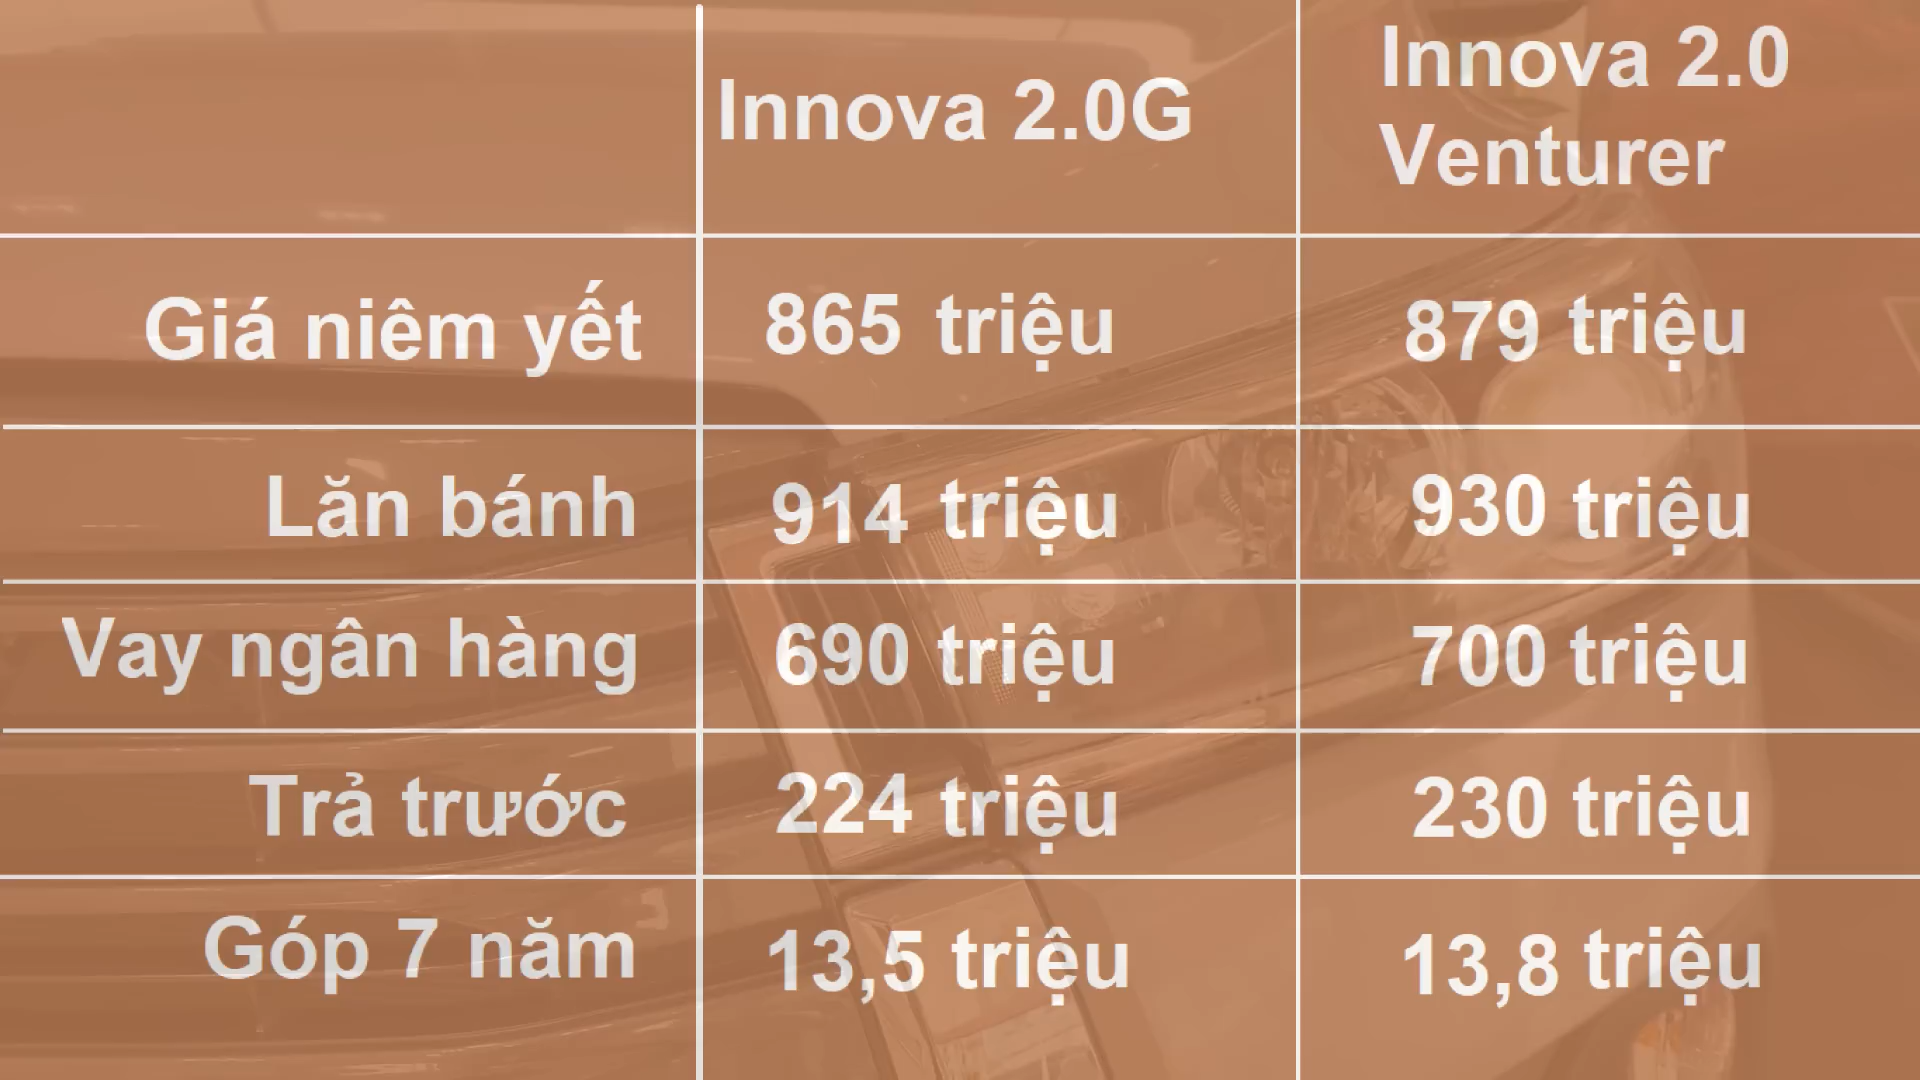 Innova 2.0G
Innova 2.0
Venturer
Giá niêm yết 865 triệu 879 triệu
Lăn bánh 914 triệu 930 triệu
Vay ngân hàng 690 triệu 700 triệu
Trả trước 224 triệu 230 triệu
Góp 7 năm 13,5 triệu 13,8 triệu